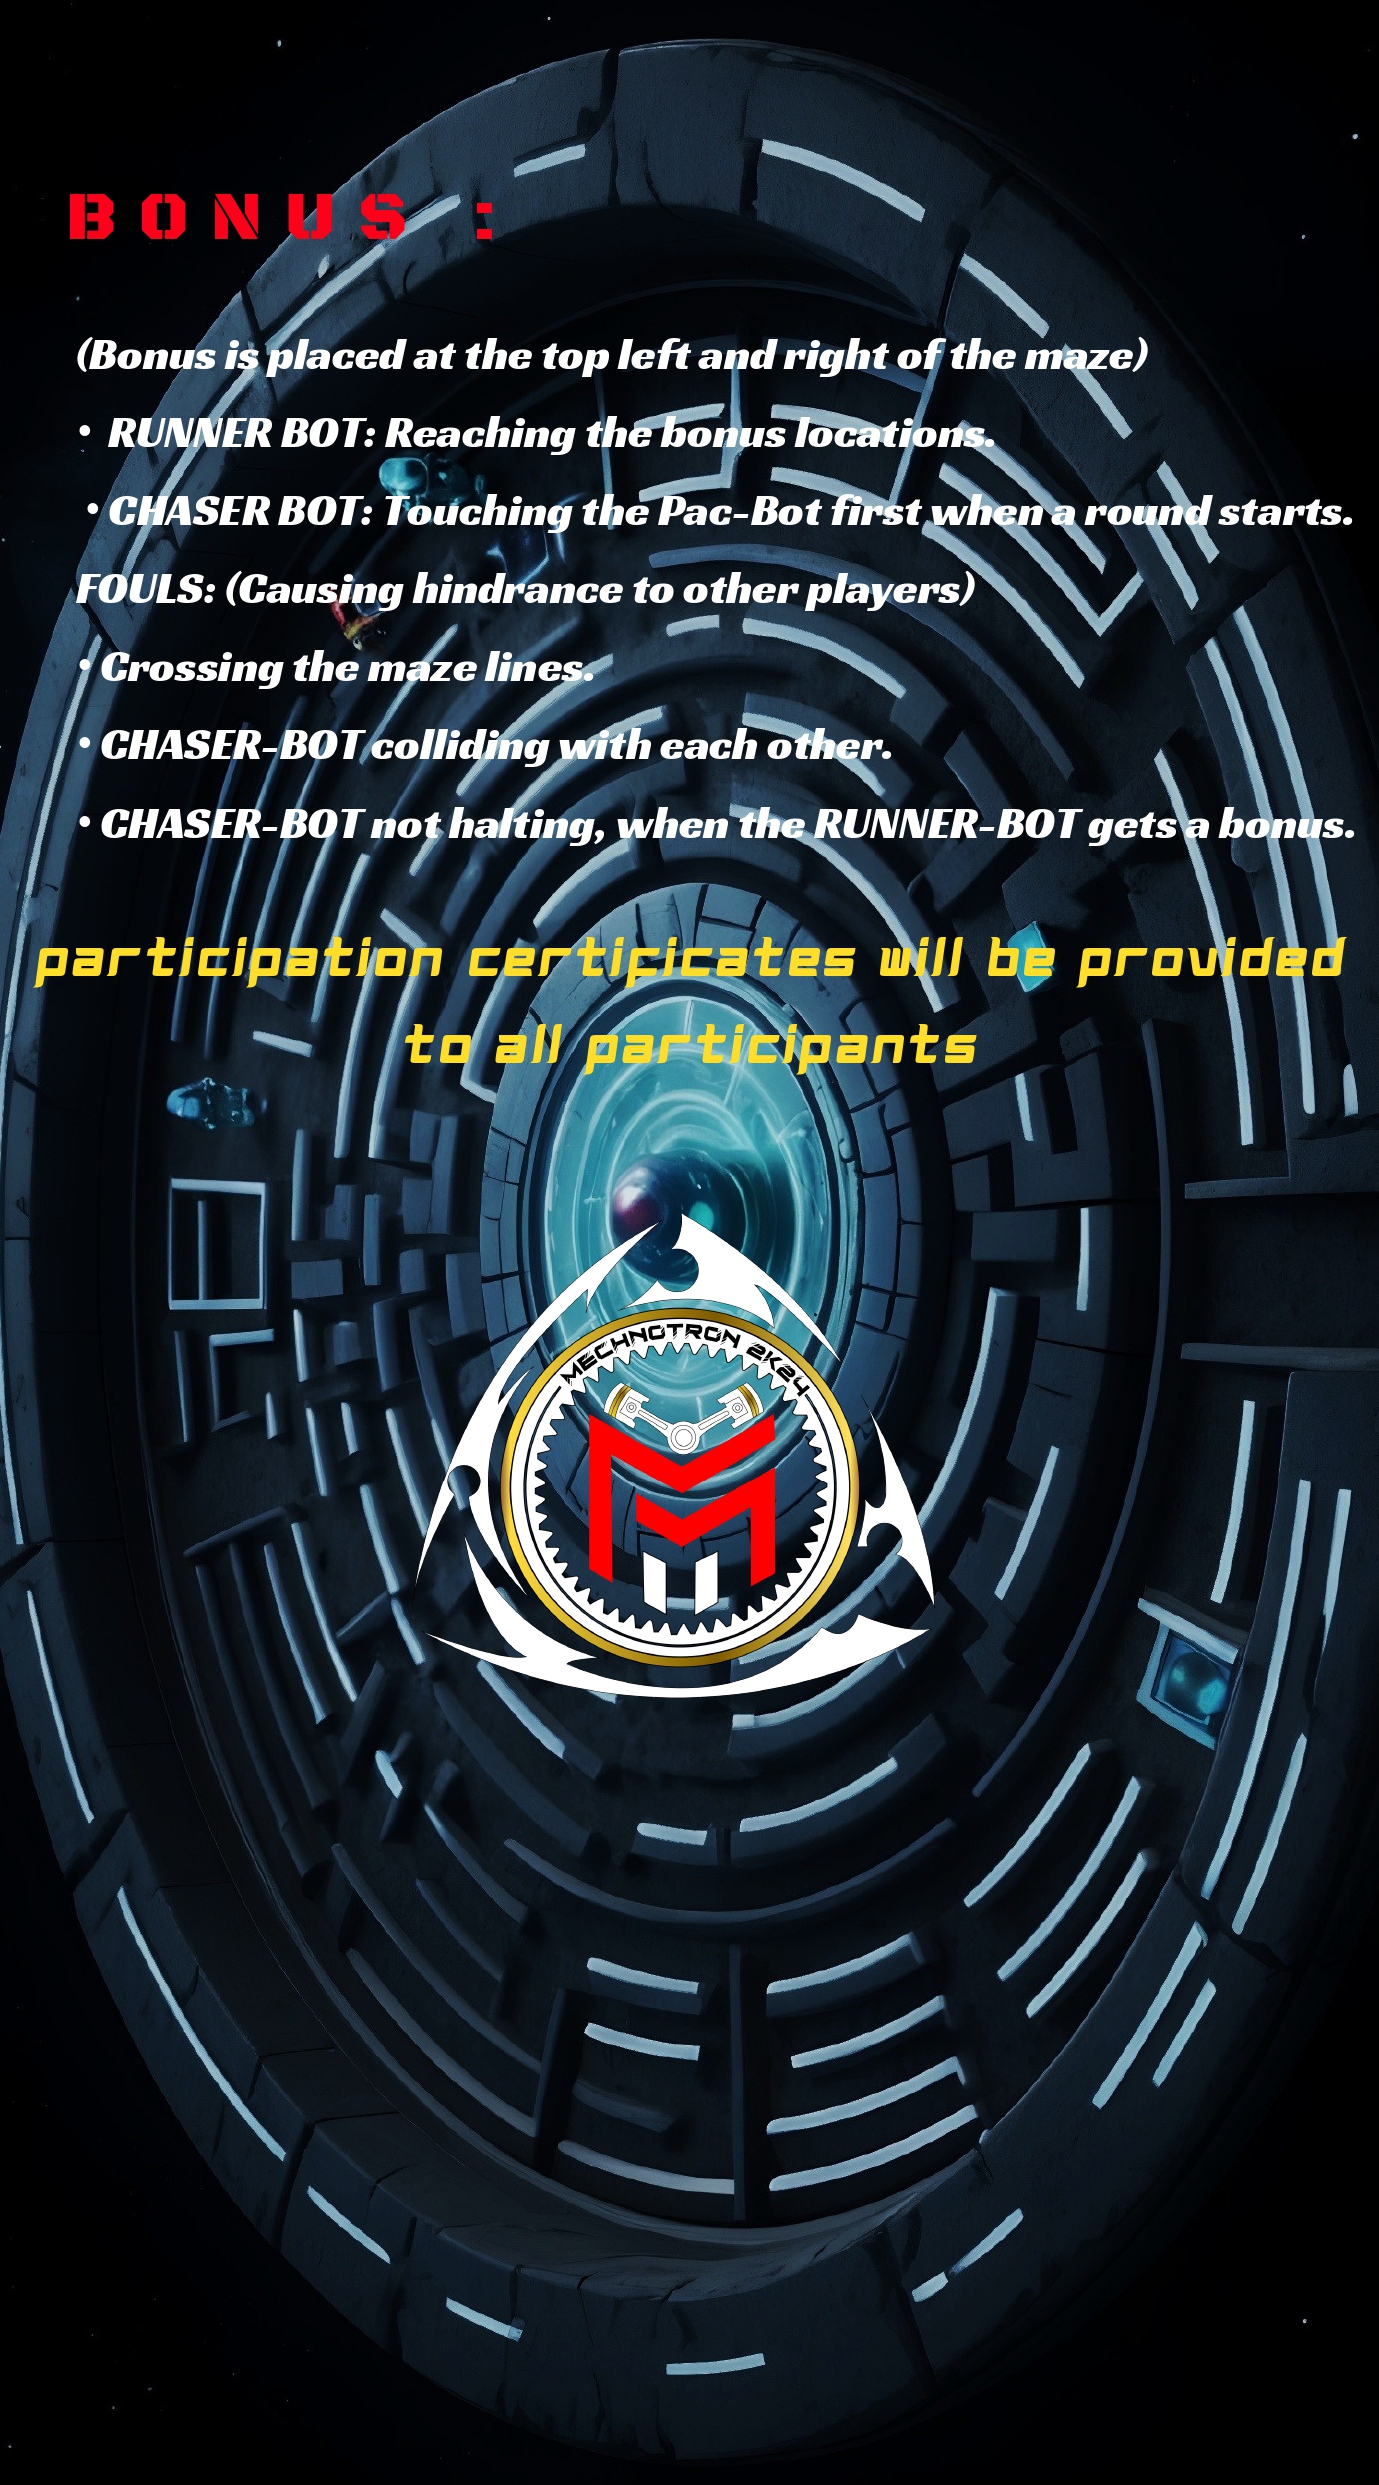 BONUS :
(Bonus is placed at the top left and right of the maze)
• RUNNER BOT: Reaching the bonus locations.
• CHASER BOT: Touching the Pac-Bot first when a round starts.
FOULS: (Causing hindrance to other players)
• Crossing the maze lines.
• CHASER-BOT colliding with each other.
• CHASER-BOT not halting, when the RUNNER-BOT gets a bonus.
participation certificates will be provided
to all participants
MECHNOTRON 2K24